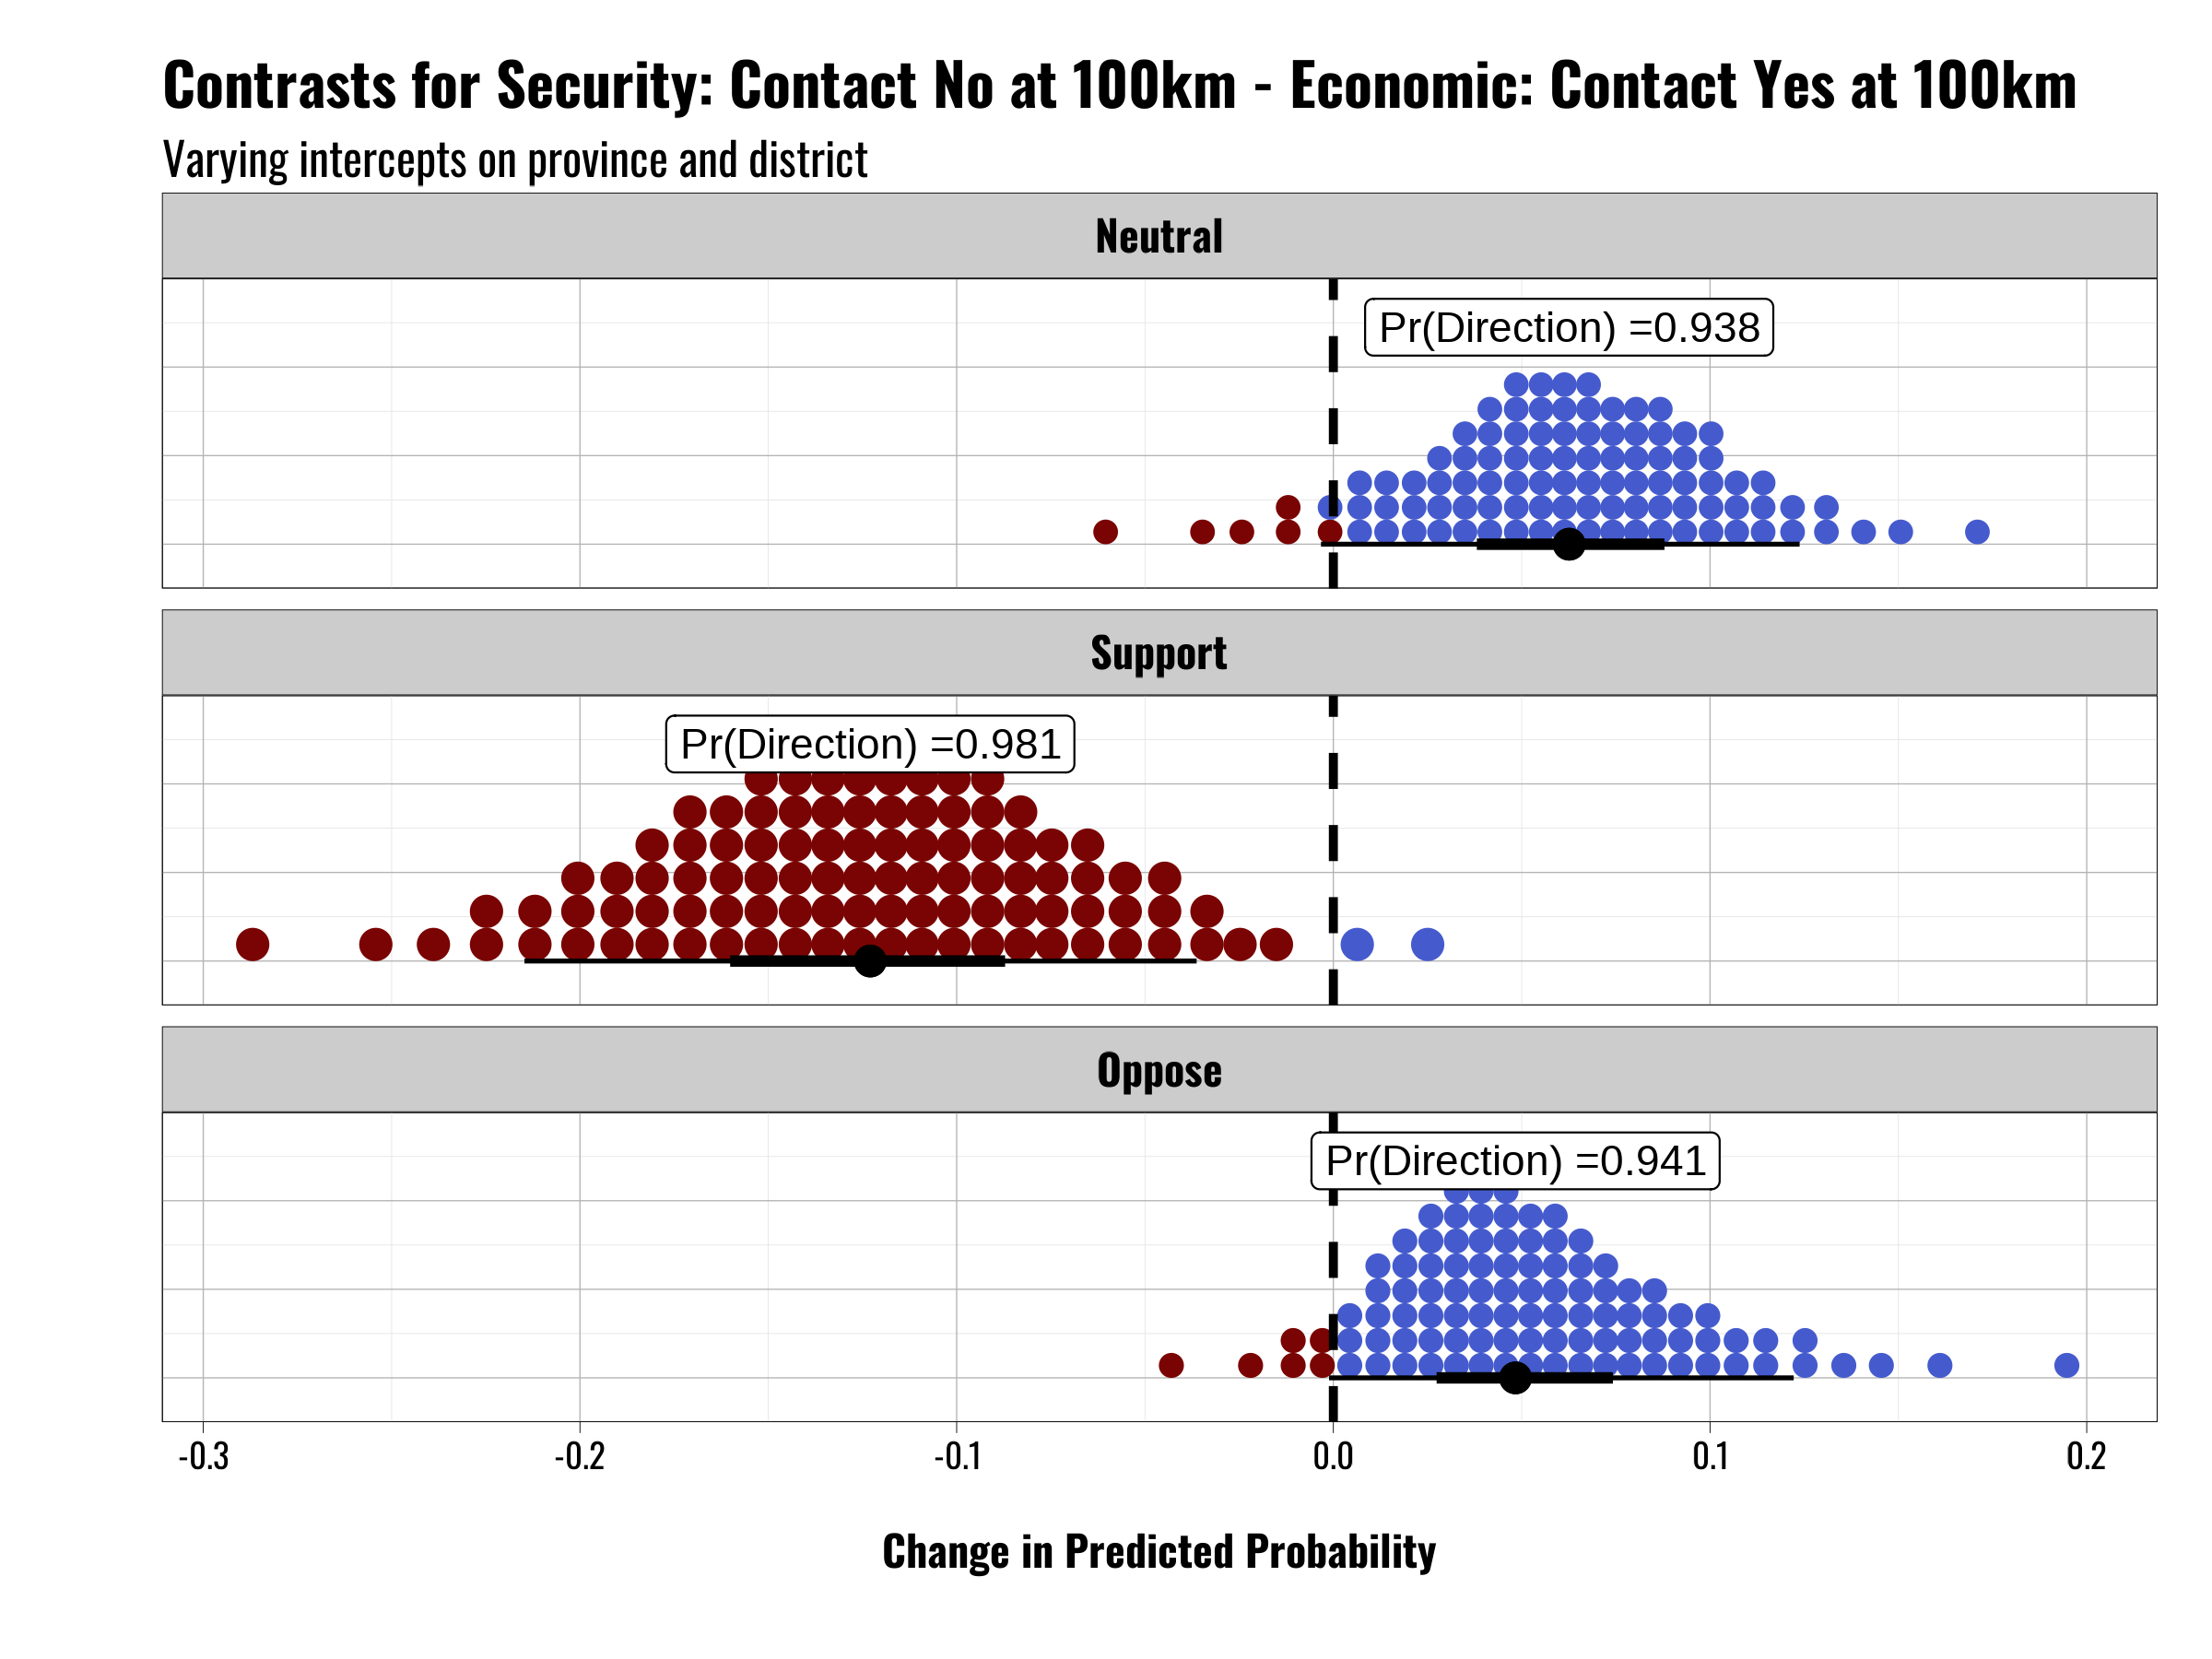 Contrasts for Security: Contact No at 100km - Economic: Contact Yes at 100km
Varying intercepts on province and district
Neutral
Pr(Direction) =0.938
Support
Pr(Direction) =0.981
Oppose
Pr(Direction) =0.941
-0.3 -0.2 -0.1 0.0 0.1 0.2
Change in Predicted Probability